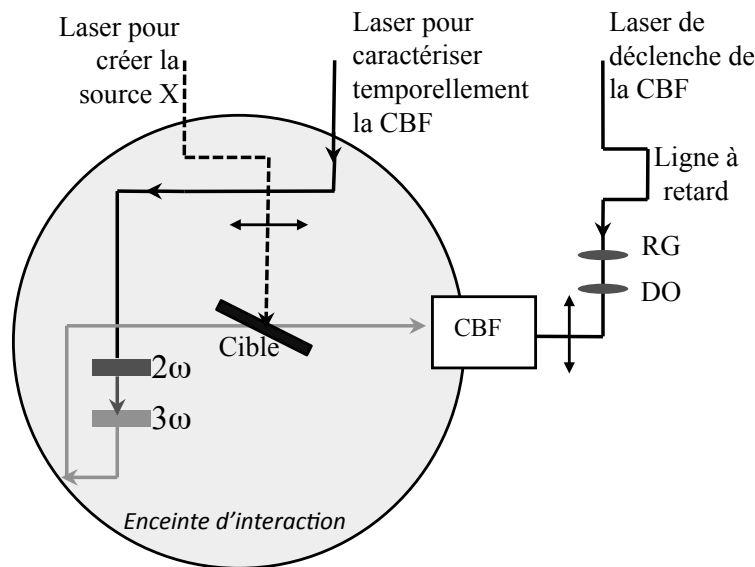 Laser pour
créer la
source X
Laser pour
caractériser
temporellement
la CBF
Laser de
déclenche de
la CBF
Ligne à
retard
RG
DO
CBF
Cible
2ω
3ω
Enceinte d'interaction